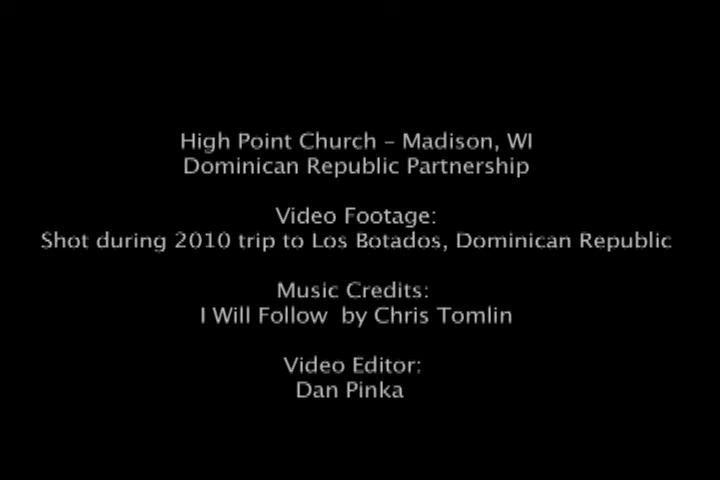 High Point Church – Madison, WI
Dominican Republic Partnership
Video Footage:
Shot during 2010 trip to Los Botados, Dominican Republic
Music Credits:
I Will Follow by Chris Tomlin
Video Editor:
Dan Pinka